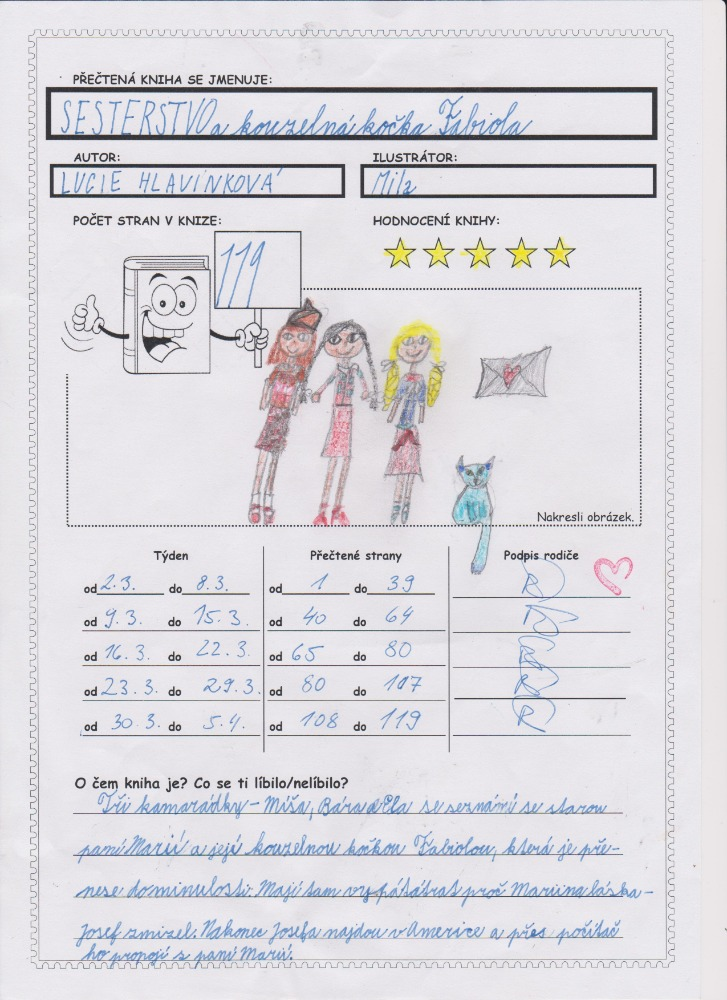 PŘEČTENÁ KNIHA SE JMENUJE:
SESTERSTVO a kouzelná kočka Fabiola
AUTOR: ILUSTRÁTOR:
LUCIE HLAVINKOVÁ Mila
POČET STRAN V KNIZE: HODNOCENÍ KNIHY:
119
Nakresli obrázek.
Týden Přečtené strany Podpis rodiče
od 2.3. do 8.3. od 1 do 39
od 9.3. do 15.3. od 40 do 64
od 16.3. do 22.3. od 65 do 80
od 23.3. do 29.3. od 80 do 107
od 30.3. do 5.4. od 108 do 119
O čem kniha je? Co se ti líbilo/nelíbilo?
Tři kamarádky - Míša, Bára a Ela se seznámí se starou
paní Marií a její kouzelnou kočkou Fabiolou, která je pře-
nese do minulosti. Mají tam vypátátrat proč Mariina láska -
Josef zmizel. Nakonec Josefa najdou v Americe a přes počítač
ho propojí s paní Marií.